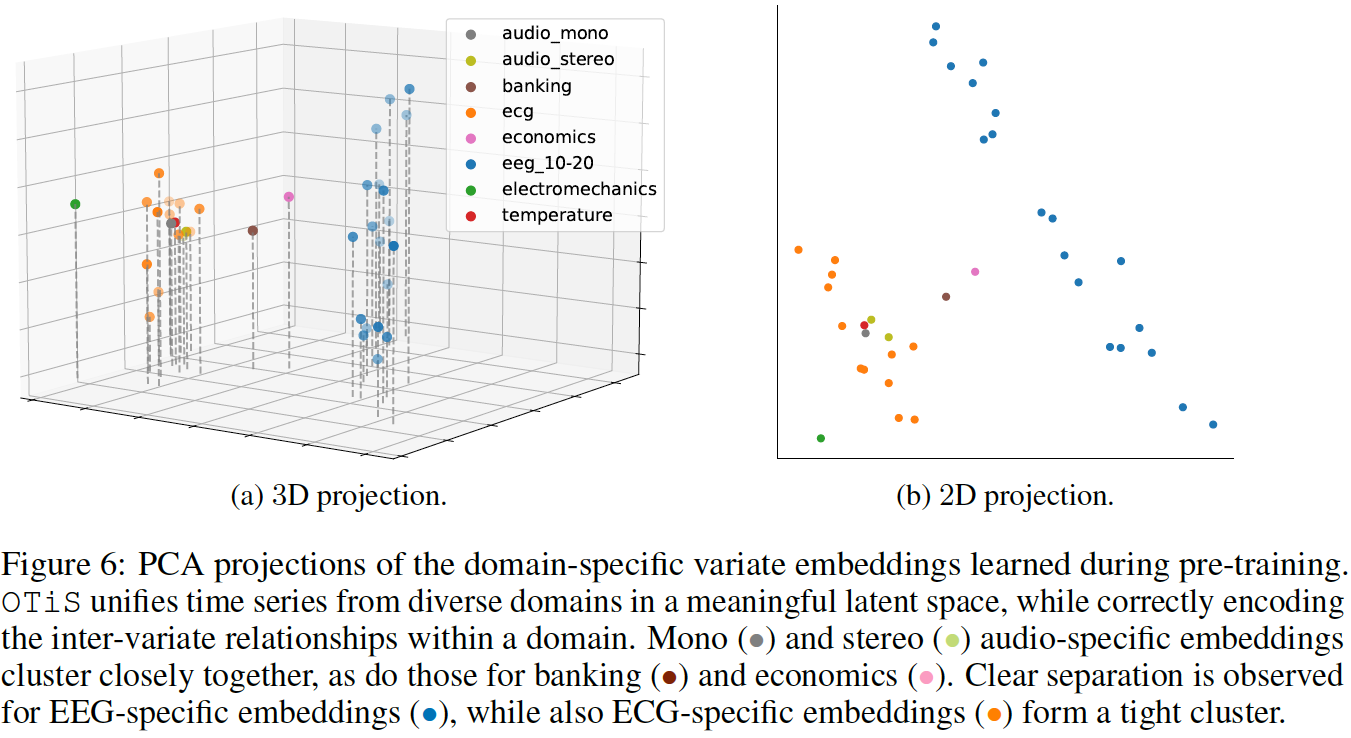 audio_mono
audio_stereo
banking
ecg
economics
eeg_10-20
electromechanics
temperature
(a) 3D projection.
(b) 2D projection.
Figure 6: PCA projections of the domain-specific variate embeddings learned during pre-training.
OTiS unifies time series from diverse domains in a meaningful latent space, while correctly encoding
the inter-variate relationships within a domain. Mono (●) and stereo (●) audio-specific embeddings
cluster closely together, as do those for banking (●) and economics (●). Clear separation is observed
for EEG-specific embeddings (●), while also ECG-specific embeddings (●) form a tight cluster.